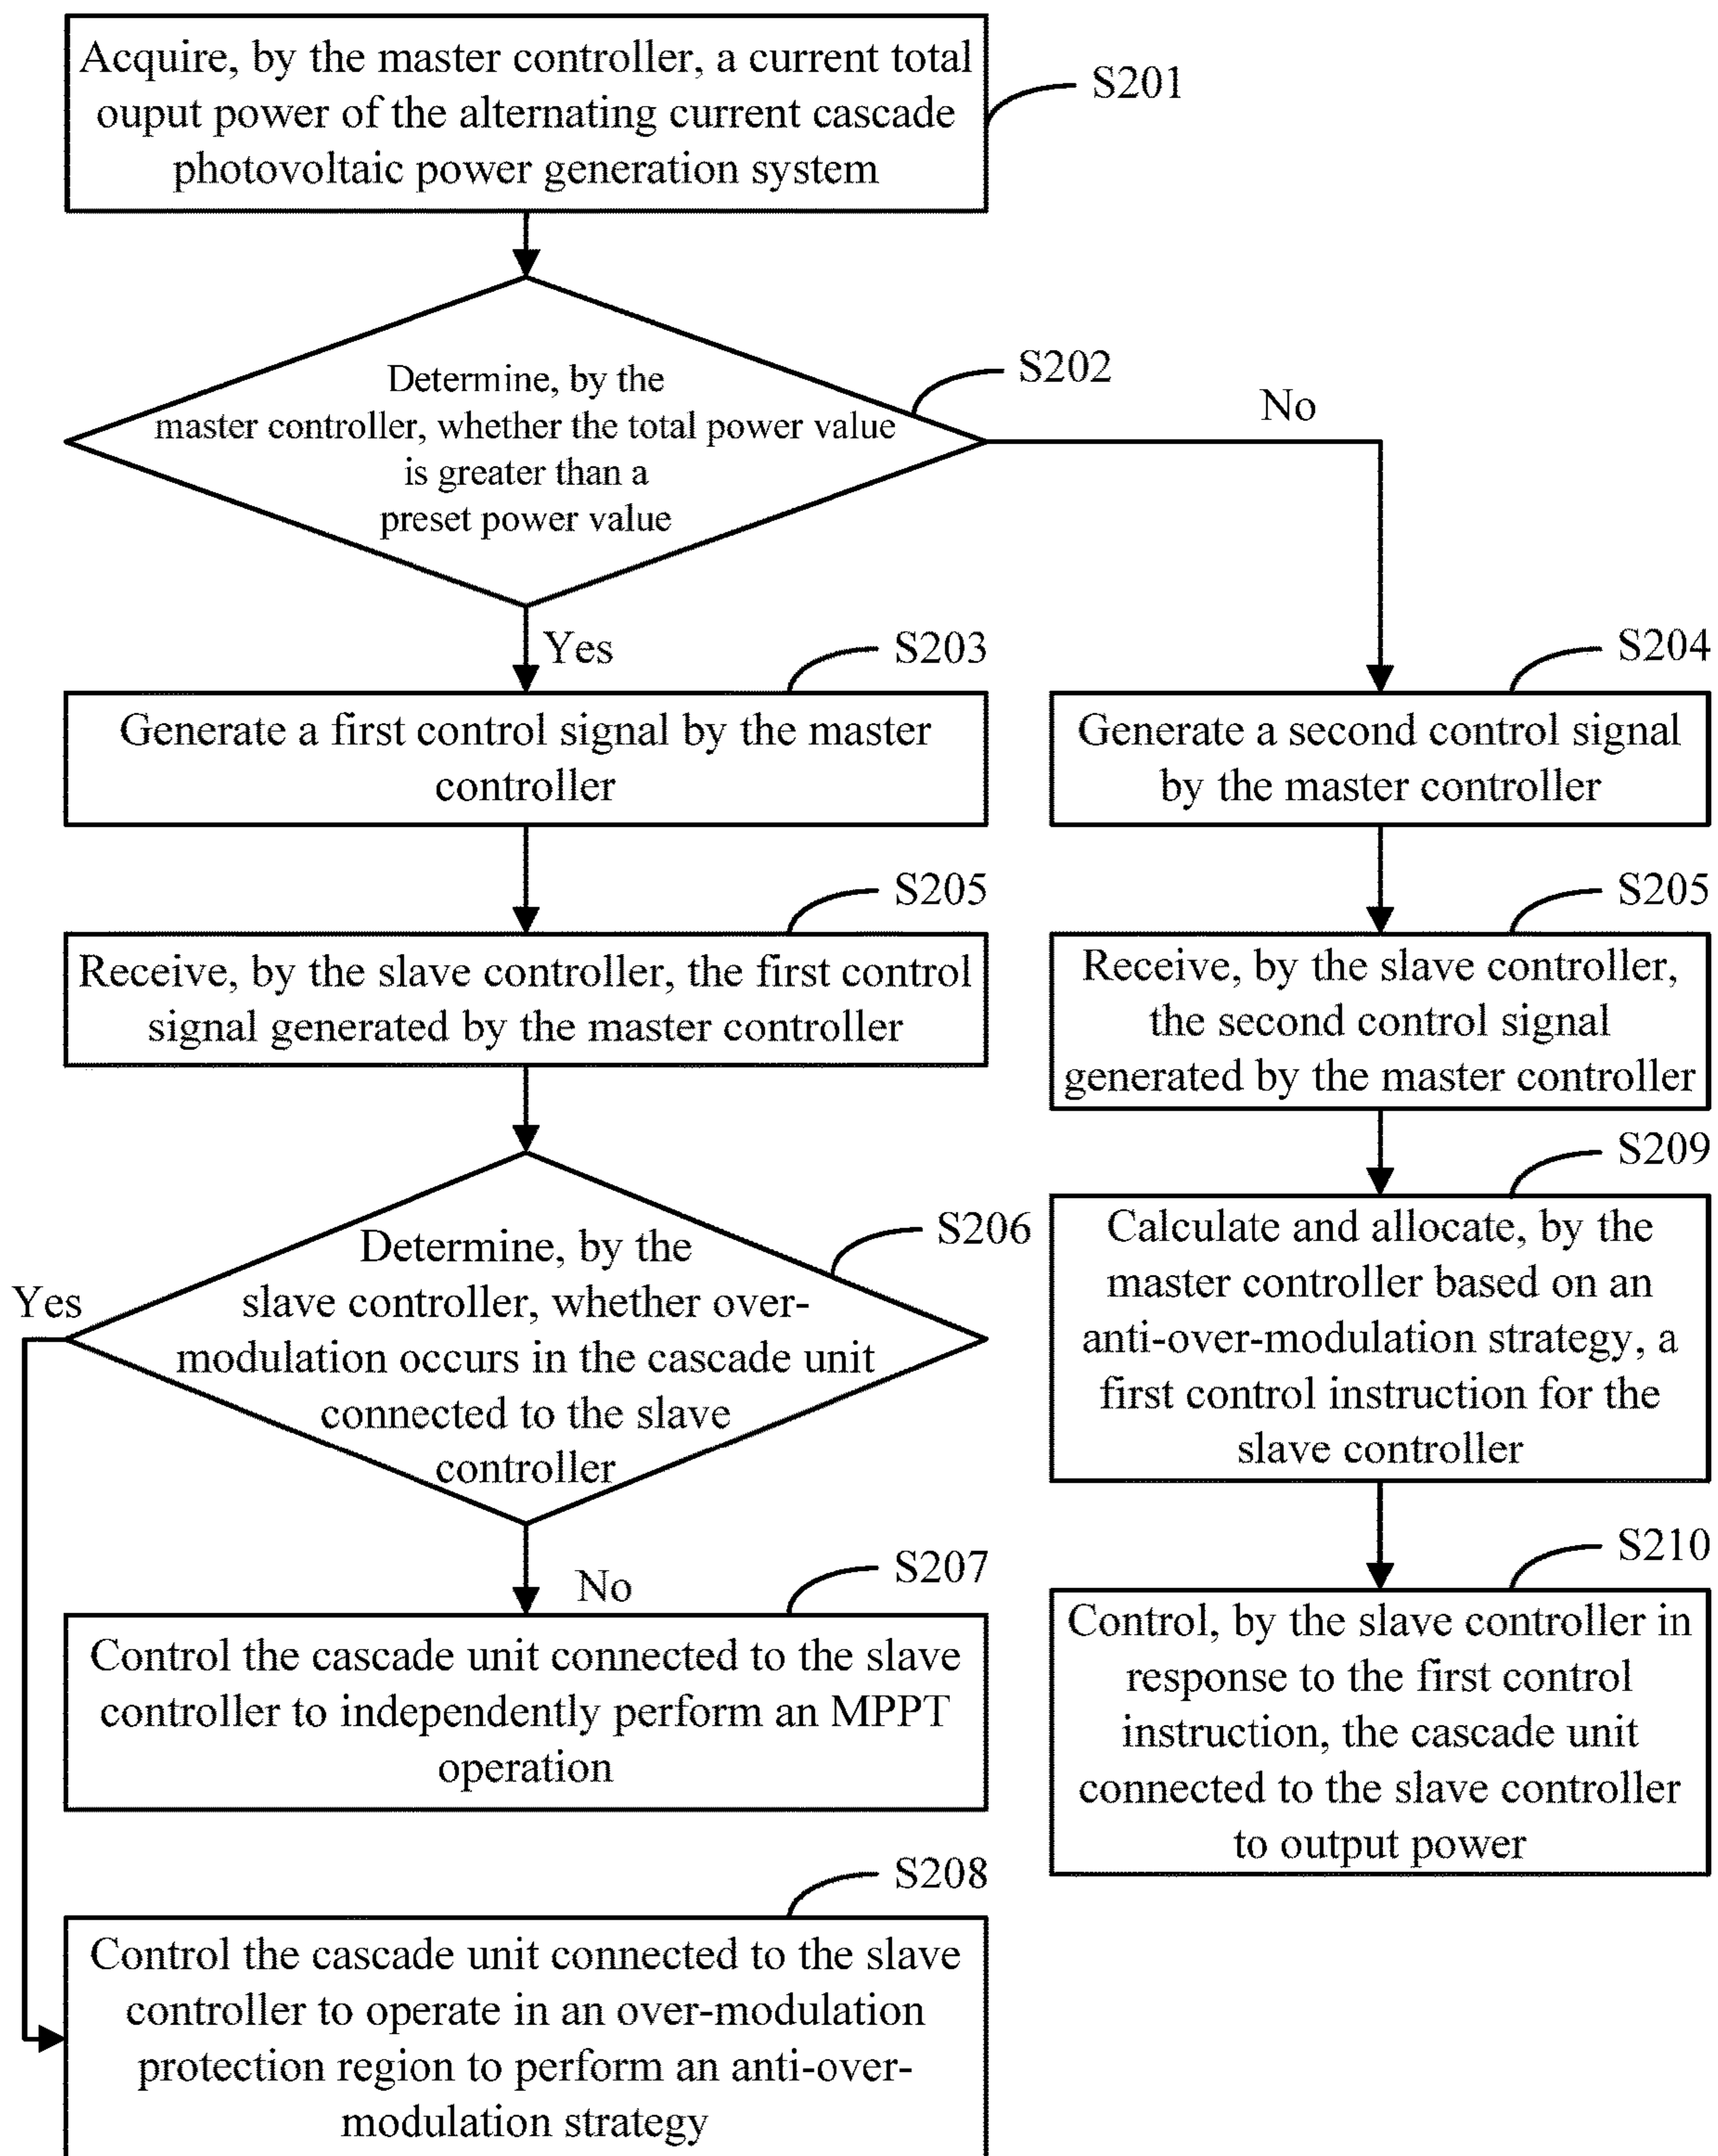 Acquire, by the master controller, a current total
ouput power of the alternating current cascade
photovoltaic power generation system
S201
Determine, by the
master controller, whether the total power value
is greater than a
preset power value
S202
No
Yes
S203
Generate a first control signal by the master
controller
S204
Generate a second control signal
by the master controller
S205
Receive, by the slave controller, the first control
signal generated by the master controller
S205
Receive, by the slave controller,
the second control signal
generated by the master controller
S206
Determine, by the
slave controller, whether over-
modulation occurs in the cascade unit
connected to the slave
controller
Yes
No
S209
Calculate and allocate, by the
master controller based on an
anti-over-modulation strategy, a
first control instruction for the
slave controller
S207
Control the cascade unit connected to the slave
controller to independently perform an MPPT
operation
S210
Control, by the slave controller in
response to the first control
instruction, the cascade unit
connected to the slave controller
to output power
S208
Control the cascade unit connected to the slave
controller to operate in an over-modulation
protection region to perform an anti-over-
modulation strategy